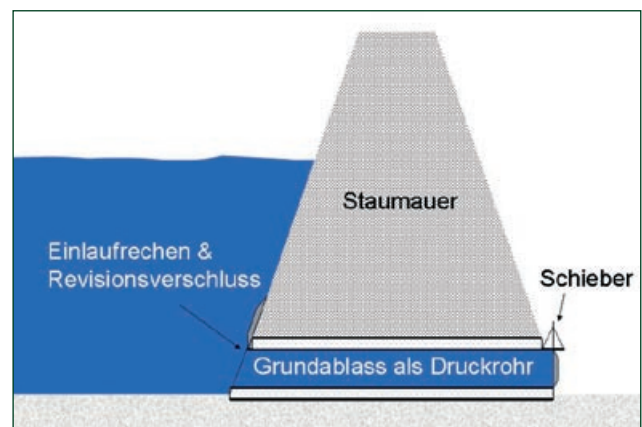 Staumauer
Einlaufrechen &
Revisionsverschluss
Schieber
Grundablass als Druckrohr